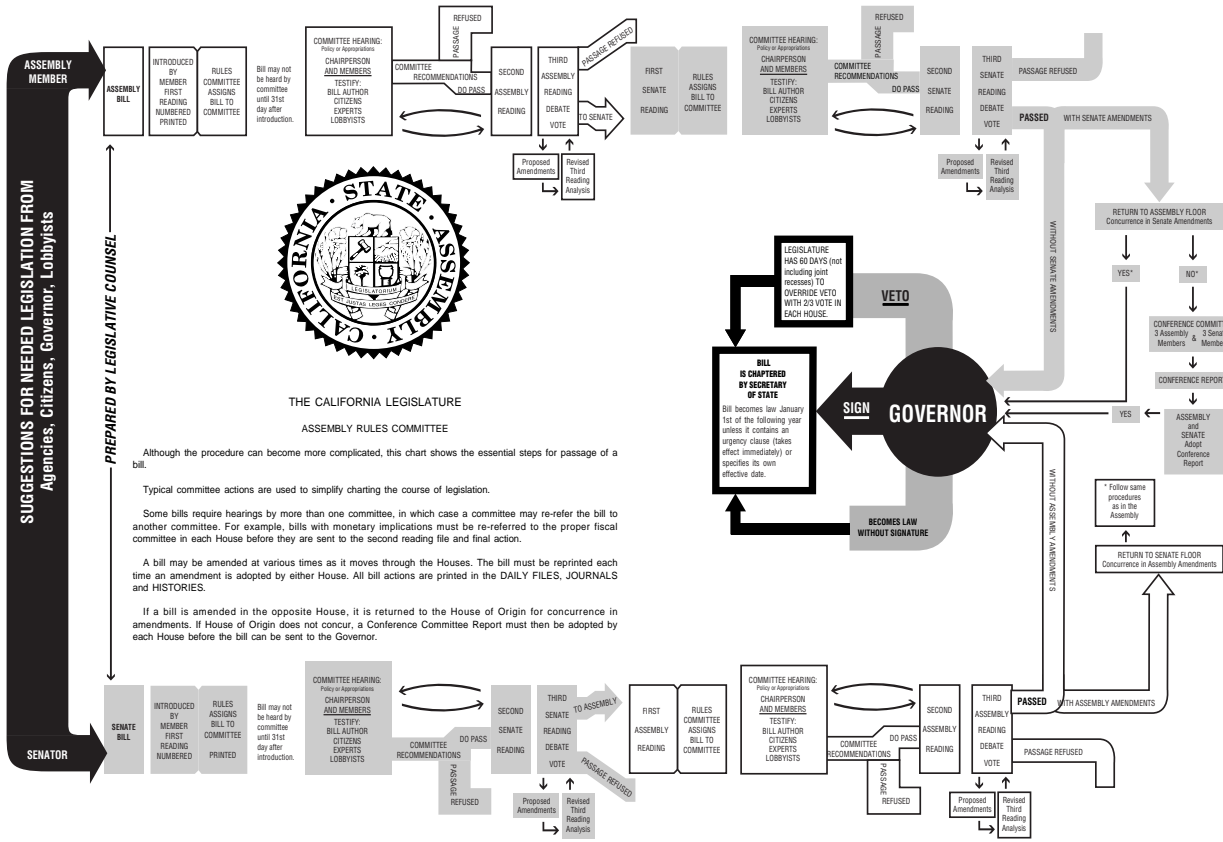 ASSEMBLY
MEMBER
SUGGESTIONS FOR NEEDED LEGISLATION FROM
Agencies, Citizens, Governor, Lobbyists
SENATOR
ASSEMBLY
BILL
INTRODUCED
BY
MEMBER
FIRST
READING
NUMBERED
PRINTED
RULES
COMMITTEE
ASSIGNS
BILL TO
COMMITTEE
Bill may not
be heard by
committee
until 31st
day after
introduction.
COMMITTEE HEARING:
Policy or Appropriations
CHAIRPERSON
AND MEMBERS
TESTIFY:
BILL AUTHOR
CITIZENS
EXPERTS
LOBBYISTS
COMMITTEE
RECOMMENDATIONS
DO PASS
PASSAGE
REFUSED
SECOND
ASSEMBLY
READING
THIRD
ASSEMBLY
READING
DEBATE
VOTE
PASSAGE REFUSED
TO SENATE
Proposed
Amendments
Revised
Third
Reading
Analysis
FIRST
SENATE
READING
RULES
COMMITTEE
ASSIGNS
BILL TO
COMMITTEE
COMMITTEE HEARING:
Policy or Appropriations
CHAIRPERSON
AND MEMBERS
TESTIFY:
BILL AUTHOR
CITIZENS
EXPERTS
LOBBYISTS
COMMITTEE
RECOMMENDATIONS
DO PASS
PASSAGE
REFUSED
SECOND
SENATE
READING
THIRD
SENATE
READING
DEBATE
VOTE
PASSAGE REFUSED
PASSED
WITH SENATE AMENDMENTS
Proposed
Amendments
Revised
Third
Reading
Analysis
WITHOUT SENATE AMENDMENTS
RETURN TO ASSEMBLY FLOOR
Concurrence in Senate Amendments
YES*
NO*
CONFERENCE COMMITT
3 Assembly Members & 3 Senat Membe
CONFERENCE REPOR
ASSEMBLY
and
SENATE
Adopt
Conference
Report
YES
* Follow same
procedures
as in the
Assembly
RETURN TO SENATE FLOOR
Concurrence in Assembly Amendments
WITHOUT ASSEMBLY AMENDMENTS
PREPARED BY LEGISLATIVE COUNSEL
CALIFORNIA · STATE · ASSEMBLY
LEGISLATORIUM
EST JUSTAS LEGES CONDERE
LEGISLATURE
HAS 60 DAYS (not
including joint
recesses) TO
OVERRIDE VETO
WITH 2/3 VOTE IN
EACH HOUSE.
VETO
BILL
IS CHAPTERED
BY SECRETARY
OF STATE
Bill becomes law January
1st of the following year
unless it contains an
urgency clause (takes
effect immediately) or
specifies its own
effective date.
SIGN
GOVERNOR
BECOMES LAW
WITHOUT SIGNATURE
THE CALIFORNIA LEGISLATURE
ASSEMBLY RULES COMMITTEE
Although the procedure can become more complicated, this chart shows the essential steps for passage of a
bill.
Typical committee actions are used to simplify charting the course of legislation.
Some bills require hearings by more than one committee, in which case a committee may re-refer the bill to
another committee. For example, bills with monetary implications must be re-referred to the proper fiscal
committee in each House before they are sent to the second reading file and final action.
A bill may be amended at various times as it moves through the Houses. The bill must be reprinted each
time an amendment is adopted by either House. All bill actions are printed in the DAILY FILES, JOURNALS
and HISTORIES.
If a bill is amended in the opposite House, it is returned to the House of Origin for concurrence in
amendments. If House of Origin does not concur, a Conference Committee Report must then be adopted by
each House before the bill can be sent to the Governor.
SENATE
BILL
INTRODUCED
BY
MEMBER
FIRST
READING
NUMBERED
RULES
ASSIGNS
BILL TO
COMMITTEE
PRINTED
Bill may not
be heard by
committee
until 31st
day after
introduction.
COMMITTEE HEARING:
Policy or Appropriations
CHAIRPERSON
AND MEMBERS
TESTIFY:
BILL AUTHOR
CITIZENS
EXPERTS
LOBBYISTS
DO PASS
COMMITTEE
RECOMMENDATIONS
PASSAGE
REFUSED
SECOND
SENATE
READING
THIRD
SENATE
READING
DEBATE
VOTE
TO ASSEMBLY
PASSAGE REFUSED
Proposed
Amendments
Revised
Third
Reading
Analysis
FIRST
ASSEMBLY
READING
RULES
COMMITTEE
ASSIGNS
BILL TO
COMMITTEE
COMMITTEE HEARING:
Policy or Appropriations
CHAIRPERSON
AND MEMBERS
TESTIFY:
BILL AUTHOR
CITIZENS
EXPERTS
LOBBYISTS
DO PASS
COMMITTEE
RECOMMENDATIONS
PASSAGE
REFUSED
SECOND
ASSEMBLY
READING
THIRD
ASSEMBLY
READING
DEBATE
VOTE
PASSED
WITH ASSEMBLY AMENDMENTS
PASSAGE REFUSED
Proposed
Amendments
Revised
Third
Reading
Analysis